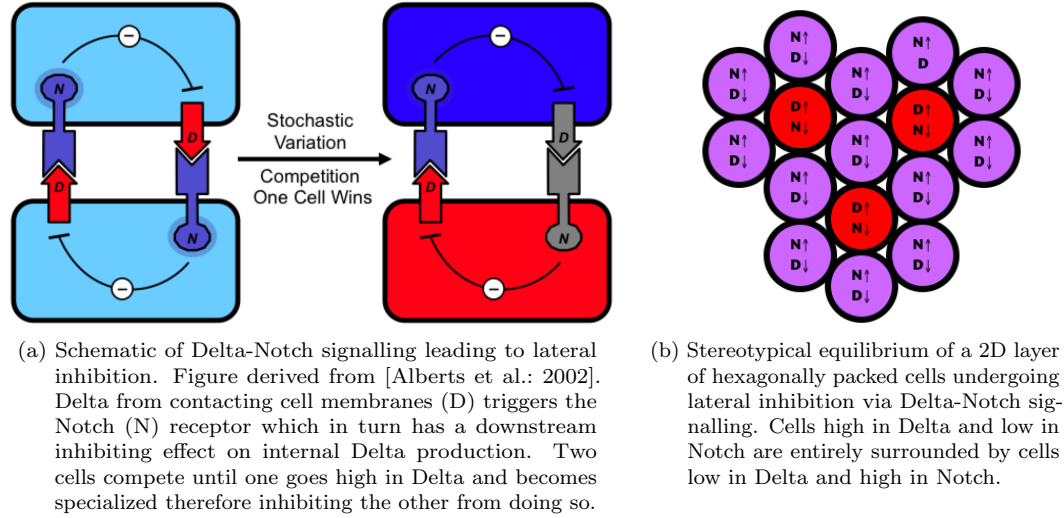 −
N
D
D
N
−
Stochastic
Variation
Competition
One Cell Wins
−
N
D
D
N
−
(a) Schematic of Delta-Notch signalling leading to lateral
inhibition. Figure derived from [Alberts et al.: 2002].
Delta from contacting cell membranes (D) triggers the
Notch (N) receptor which in turn has a downstream
inhibiting effect on internal Delta production. Two
cells compete until one goes high in Delta and becomes
specialized therefore inhibiting the other from doing so.
N↑
D↓
N↑
D
N↑
D↓
N↑
D↓
N↑
D↓
D↑
N↓
D↑
N↓
N↑
D↓
N↑
D↓
N↑
D↓
N↑
D↓
N↑
D↓
D↑
N↓
N↑
D↓
N↑
D↓
N↑
D↓
(b) Stereotypical equilibrium of a 2D layer
of hexagonally packed cells undergoing
lateral inhibition via Delta-Notch sig-
nalling. Cells high in Delta and low in
Notch are entirely surrounded by cells
low in Delta and high in Notch.